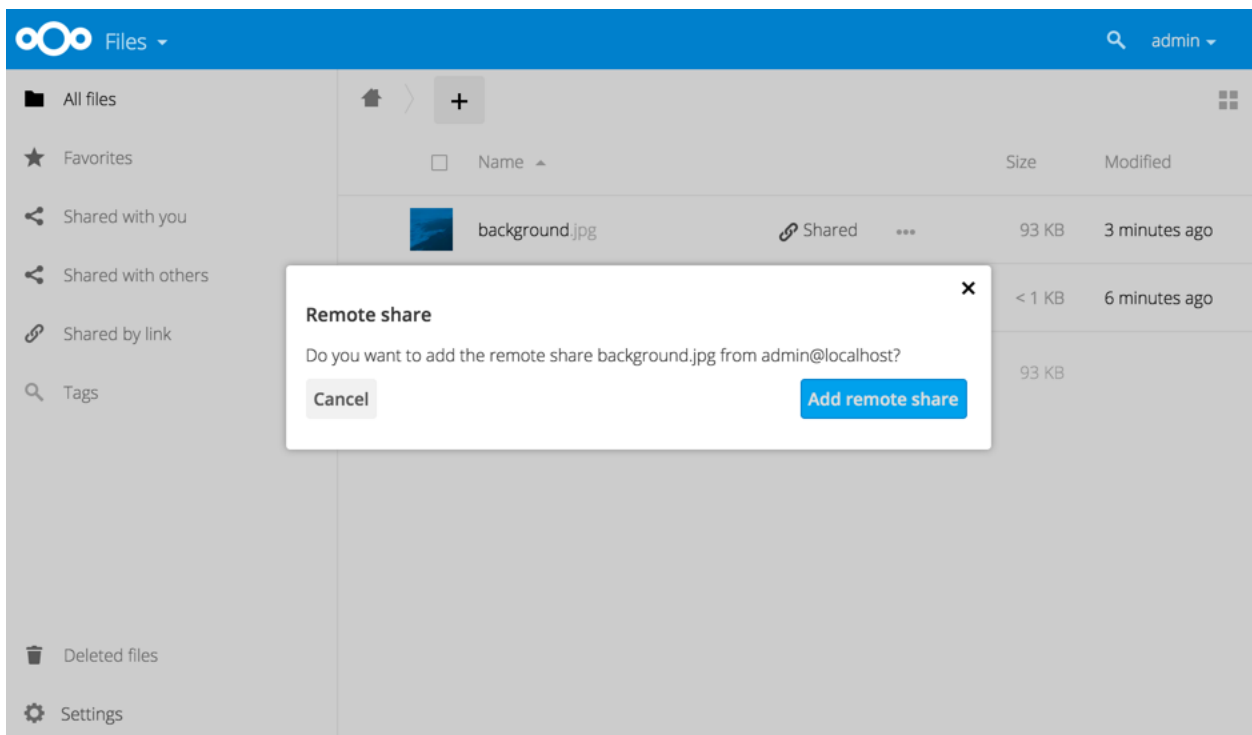 Files
admin
All files
Favorites
Shared with you
Shared with others
Shared by link
Tags
Deleted files
Settings
+
Name
Size
Modified
background.jpg
Shared
93 KB
3 minutes ago
< 1 KB
6 minutes ago
93 KB
Remote share
Do you want to add the remote share background.jpg from admin@localhost?
Cancel
Add remote share